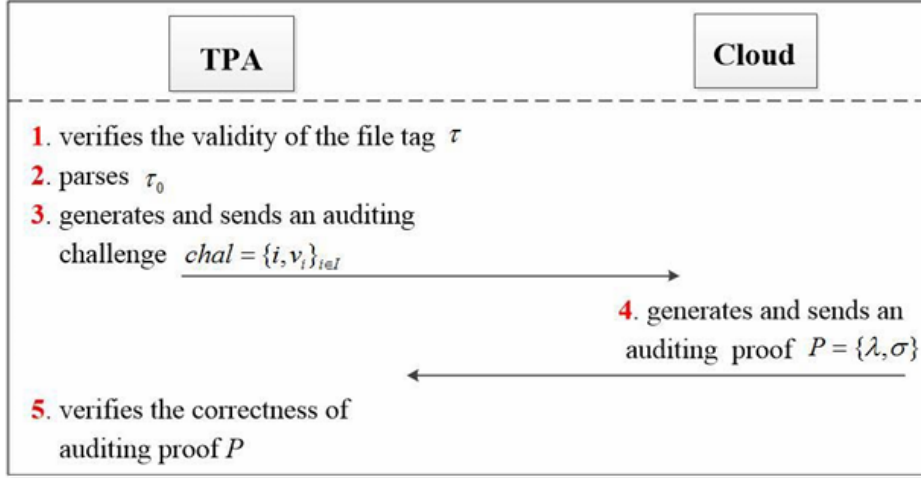 TPA
Cloud
1. verifies the validity of the file tag τ
2. parses τ₀
3. generates and sends an auditing
challenge chal = {i, vᵢ}ᵢ∈I
4. generates and sends an
auditing proof P = {λ, σ}
5. verifies the correctness of
auditing proof P